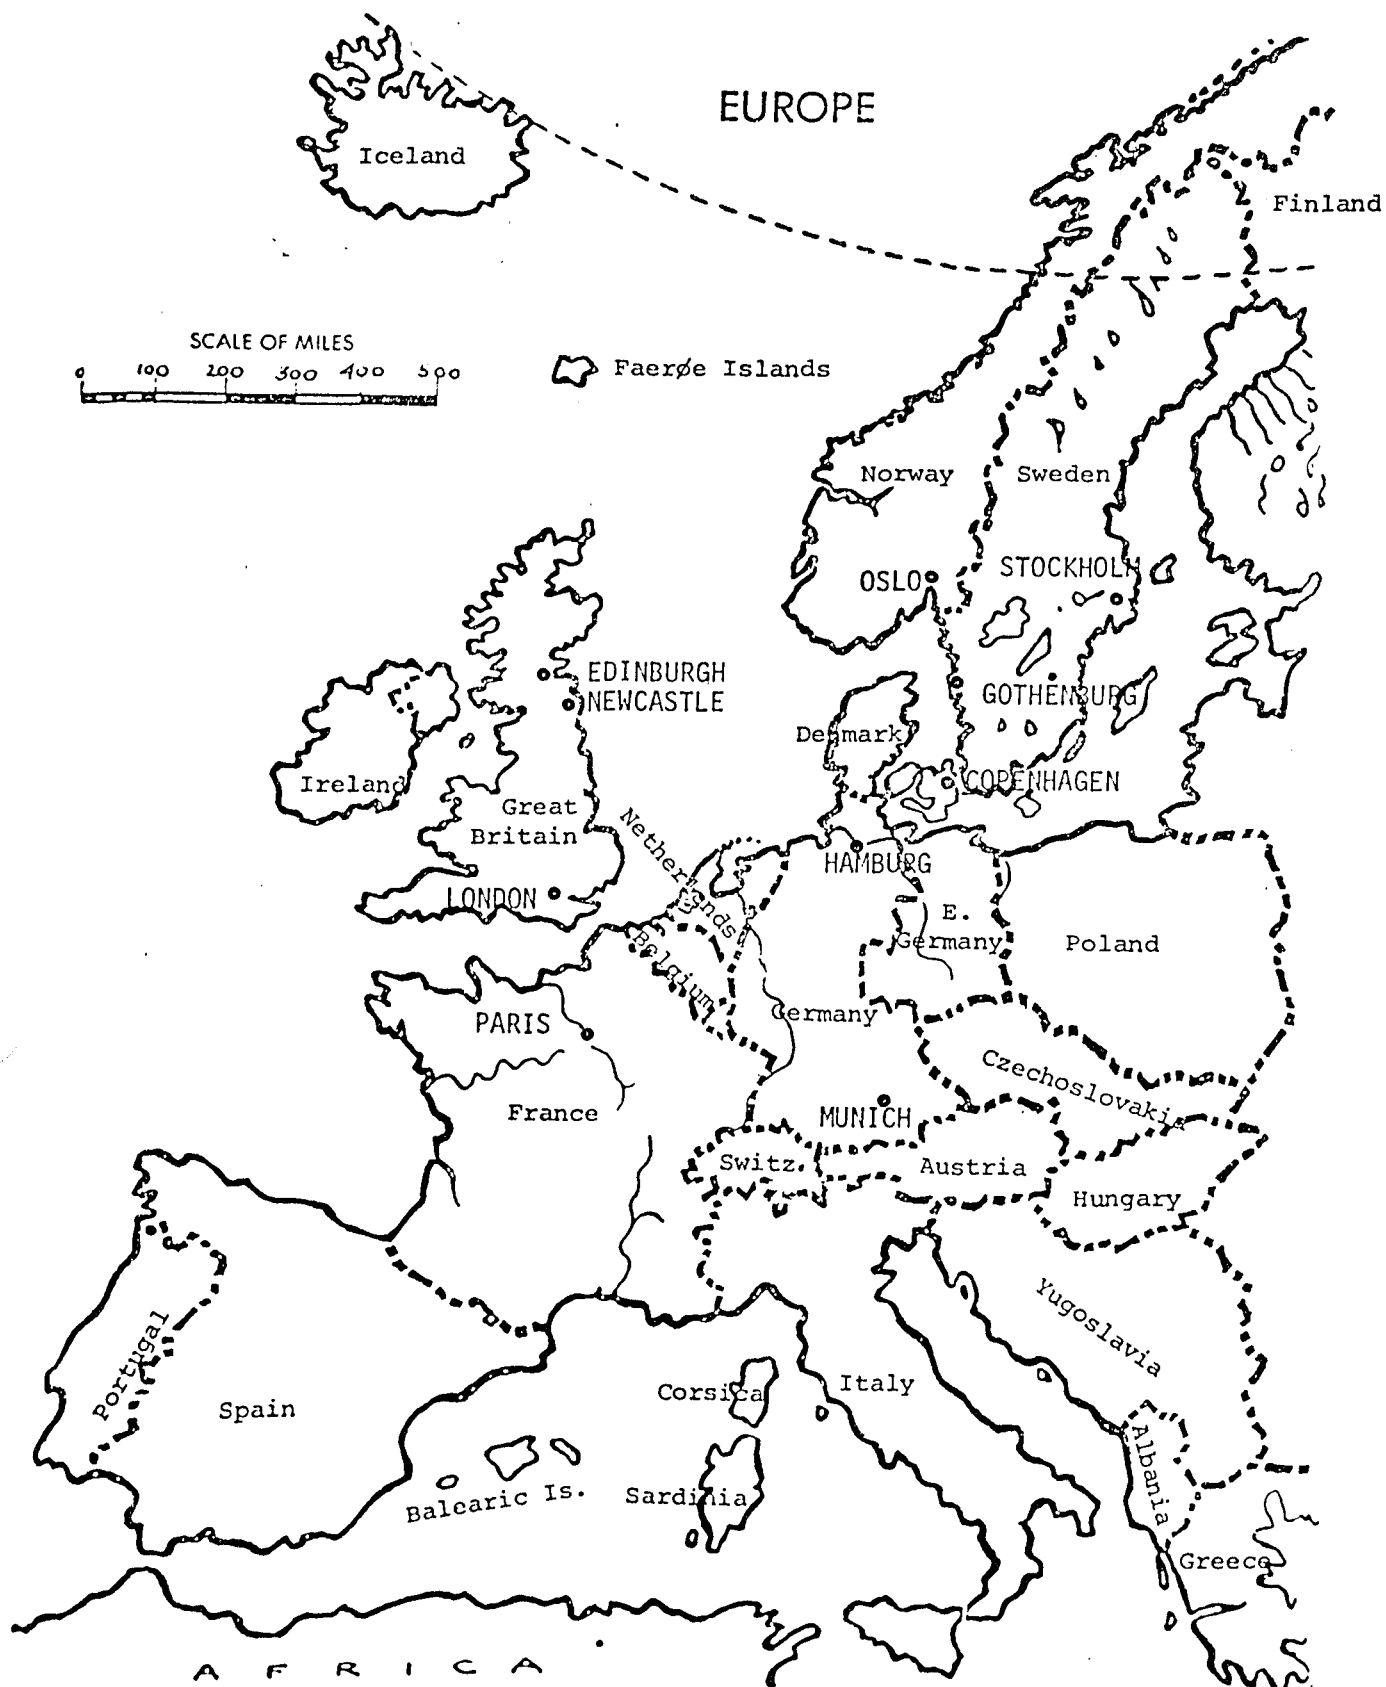 EUROPE
Iceland
Finland
SCALE OF MILES
0 100 200 300 400 500
Faerøe Islands
Norway
Sweden
OSLO
STOCKHOLM
EDINBURGH
NEWCASTLE
GOTHENBURG
Denmark
Ireland
COPENHAGEN
Great
Britain
Netherlands
HAMBURG
LONDON
E.
Germany
Belgium
Poland
Germany
PARIS
Czechoslovakia
France
MUNICH
Switz.
Austria
Hungary
Yugoslavia
Portugal
Spain
Corsica
Italy
Albania
Balearic Is.
Sardinia
Greece
AFRICA